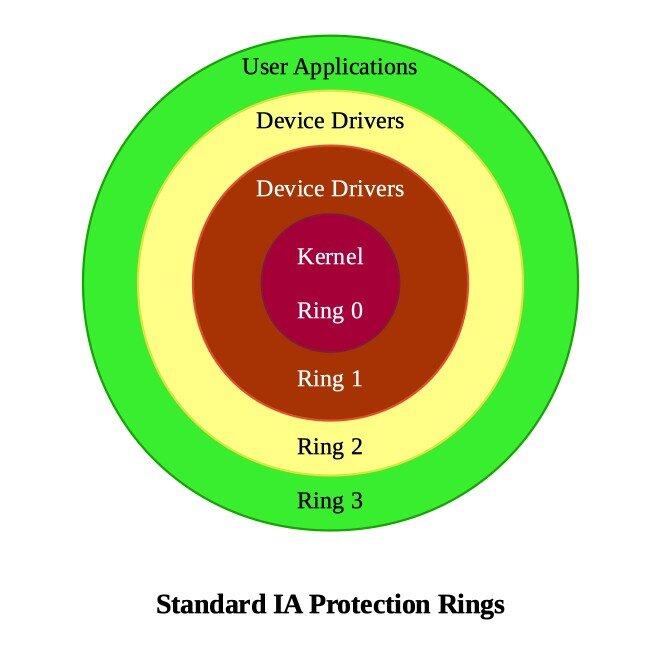 User Applications
Device Drivers
Device Drivers
Kernel
Ring 0
Ring 1
Ring 2
Ring 3
Standard IA Protection Rings